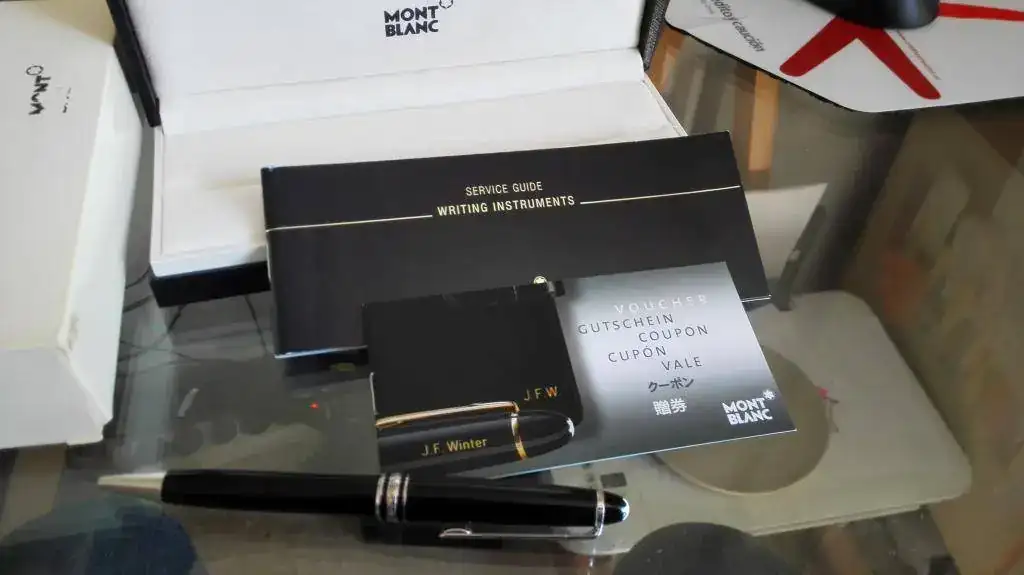 MONT
BLANC
SERVICE GUIDE
WRITING INSTRUMENTS
VOUCHER
GUTSCHEIN
COUPON
CUPÓN
VALE
クーポン
贈券
MONT
BLANC
J.F.W
J.F. Winter